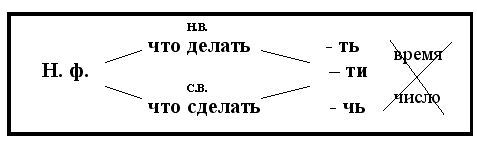 н.в.
что делать - ть
время
Н. ф. – ти
с.в.
число
что сделать - чь